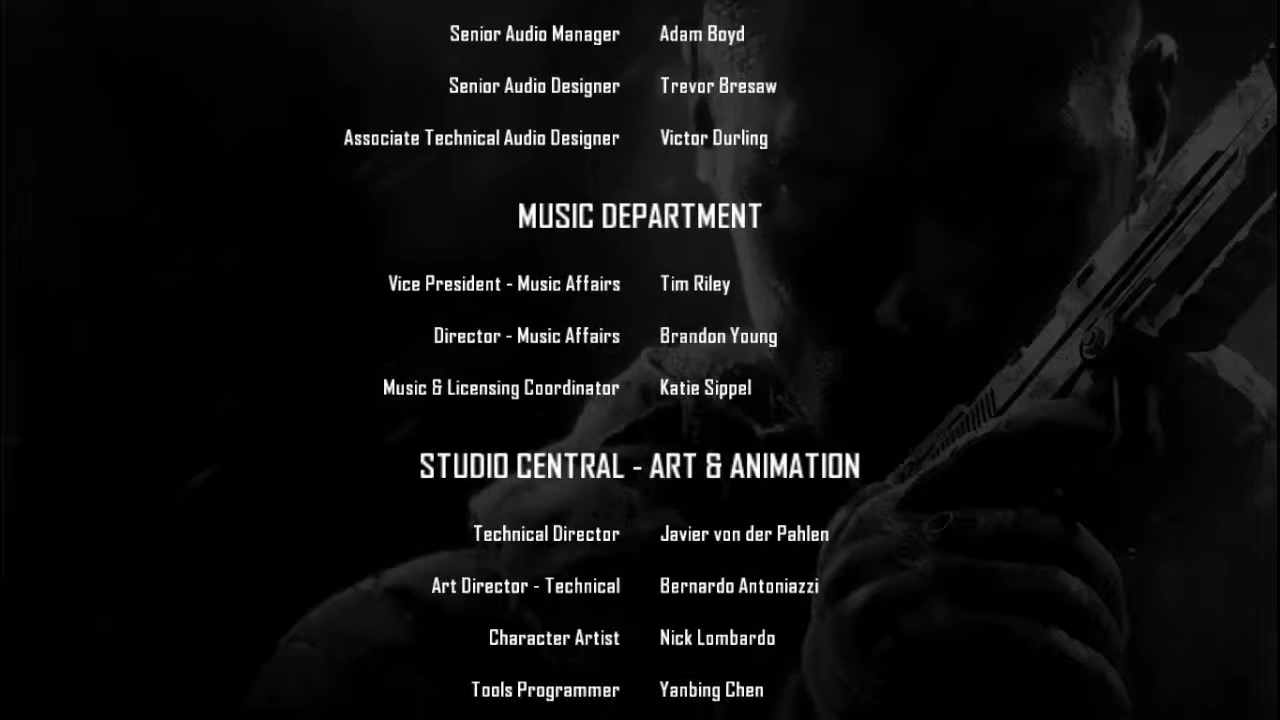 Senior Audio Manager Adam Boyd
Senior Audio Designer Trevor Bresaw
Associate Technical Audio Designer Victor Durling
MUSIC DEPARTMENT
Vice President - Music Affairs Tim Riley
Director - Music Affairs Brandon Young
Music & Licensing Coordinator Katie Sippel
STUDIO CENTRAL - ART & ANIMATION
Technical Director Javier von der Pahlen
Art Director - Technical Bernardo Antoniazzi
Character Artist Nick Lombardo
Tools Programmer Yanbing Chen